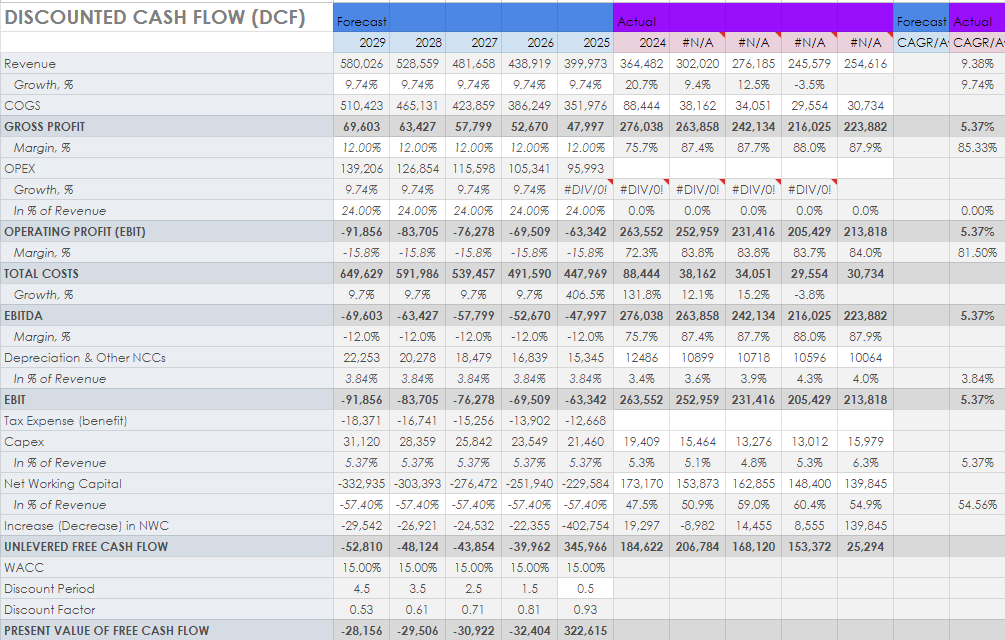 DISCOUNTED CASH FLOW (DCF) Forecast Actual Forecast Actual
2029 2028 2027 2026 2025 2024 #N/A #N/A #N/A #N/A CAGR/A CAGR/A
Revenue 580,026 528,559 481,658 438,919 399,973 364,482 302,020 276,185 245,579 254,616 9.38%
Growth, % 9.74% 9.74% 9.74% 9.74% 9.74% 20.7% 9.4% 12.5% -3.5% 9.74%
COGS 510,423 465,131 423,859 386,249 351,976 88,444 38,162 34,051 29,554 30,734
GROSS PROFIT 69,603 63,427 57,799 52,670 47,997 276,038 263,858 242,134 216,025 223,882 5.37%
Margin, % 12.00% 12.00% 12.00% 12.00% 12.00% 75.7% 87.4% 87.7% 88.0% 87.9% 85.33%
OPEX 139,206 126,854 115,598 105,341 95,993
Growth, % 9.74% 9.74% 9.74% 9.74% #DIV/0! #DIV/0! #DIV/0! #DIV/0! #DIV/0!
In % of Revenue 24.00% 24.00% 24.00% 24.00% 24.00% 0.0% 0.0% 0.0% 0.0% 0.0% 0.00%
OPERATING PROFIT (EBIT) -91,856 -83,705 -76,278 -69,509 -63,342 263,552 252,959 231,416 205,429 213,818 5.37%
Margin, % -15.8% -15.8% -15.8% -15.8% -15.8% 72.3% 83.8% 83.8% 83.7% 84.0% 81.50%
TOTAL COSTS 649,629 591,986 539,457 491,590 447,969 88,444 38,162 34,051 29,554 30,734
Growth, % 9.7% 9.7% 9.7% 9.7% 406.5% 131.8% 12.1% 15.2% -3.8%
EBITDA -69,603 -63,427 -57,799 -52,670 -47,997 276,038 263,858 242,134 216,025 223,882 5.37%
Margin, % -12.0% -12.0% -12.0% -12.0% -12.0% 75.7% 87.4% 87.7% 88.0% 87.9%
Depreciation & Other NCCs 22,253 20,278 18,479 16,839 15,345 12486 10899 10718 10596 10064
In % of Revenue 3.84% 3.84% 3.84% 3.84% 3.84% 3.4% 3.6% 3.9% 4.3% 4.0% 3.84%
EBIT -91,856 -83,705 -76,278 -69,509 -63,342 263,552 252,959 231,416 205,429 213,818 5.37%
Tax Expense (benefit) -18,371 -16,741 -15,256 -13,902 -12,668
Capex 31,120 28,359 25,842 23,549 21,460 19,409 15,464 13,276 13,012 15,979
In % of Revenue 5.37% 5.37% 5.37% 5.37% 5.37% 5.3% 5.1% 4.8% 5.3% 6.3% 5.37%
Net Working Capital -332,935 -303,393 -276,472 -251,940 -229,584 173,170 153,873 162,855 148,400 139,845
In % of Revenue -57.40% -57.40% -57.40% -57.40% -57.40% 47.5% 50.9% 59.0% 60.4% 54.9% 54.56%
Increase (Decrease) in NWC -29,542 -26,921 -24,532 -22,355 -402,754 19,297 -8,982 14,455 8,555 139,845
UNLEVERED FREE CASH FLOW -52,810 -48,124 -43,854 -39,962 345,966 184,622 206,784 168,120 153,372 25,294
WACC 15.00% 15.00% 15.00% 15.00% 15.00%
Discount Period 4.5 3.5 2.5 1.5 0.5
Discount Factor 0.53 0.61 0.71 0.81 0.93
PRESENT VALUE OF FREE CASH FLOW -28,156 -29,506 -30,922 -32,404 322,615